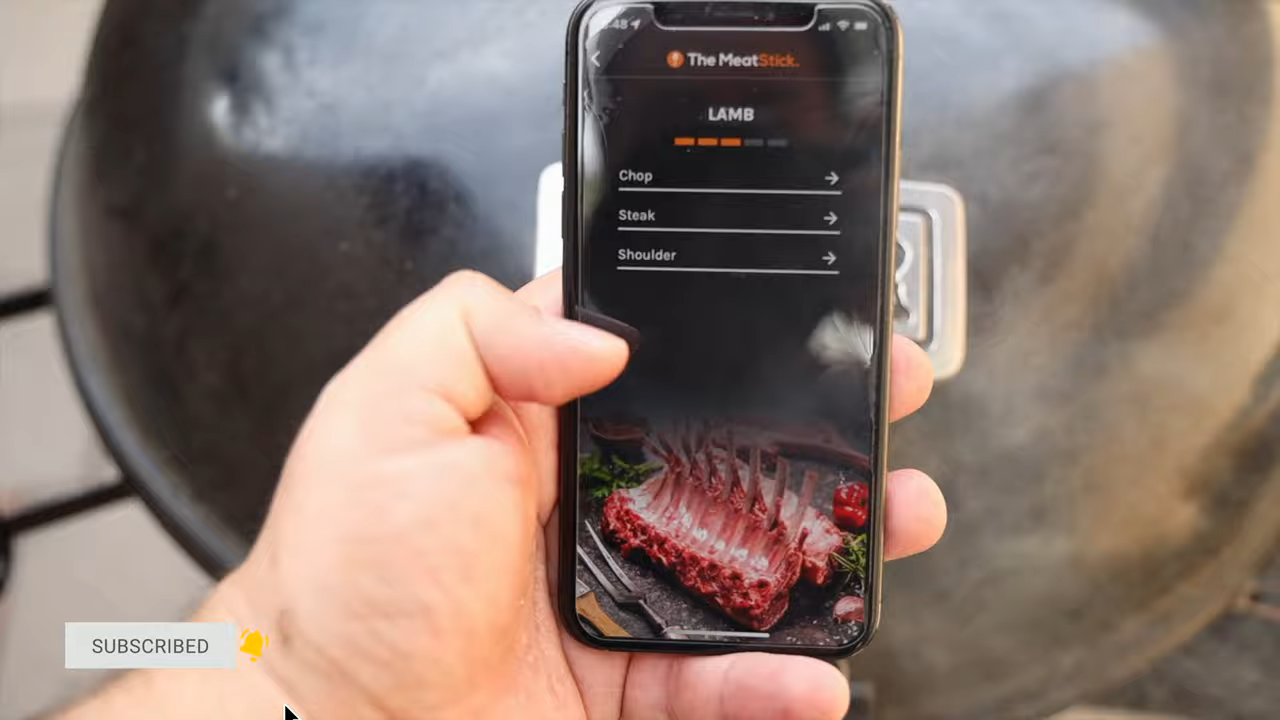 The MeatStick.
LAMB
Chop
Steak
Shoulder
SUBSCRIBED